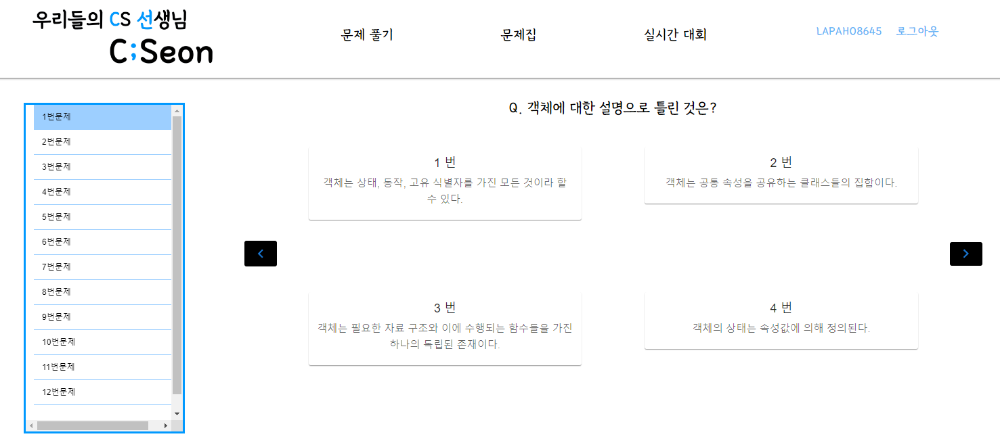 우리들의 CS 선생님
C;Seon
문제 풀기
문제집
실시간 대회
LAPAHO8645
로그아웃
1번문제
2번문제
3번문제
4번문제
5번문제
6번문제
7번문제
8번문제
9번문제
10번문제
11번문제
12번문제
Q. 객체에 대한 설명으로 틀린 것은?
1 번
객체는 상태, 동작, 고유 식별자를 가진 모든 것이라 할
수 있다.
2 번
객체는 공통 속성을 공유하는 클래스들의 집합이다.
3 번
객체는 필요한 자료 구조와 이에 수행되는 함수들을 가진
하나의 독립된 존재이다.
4 번
객체의 상태는 속성값에 의해 정의된다.